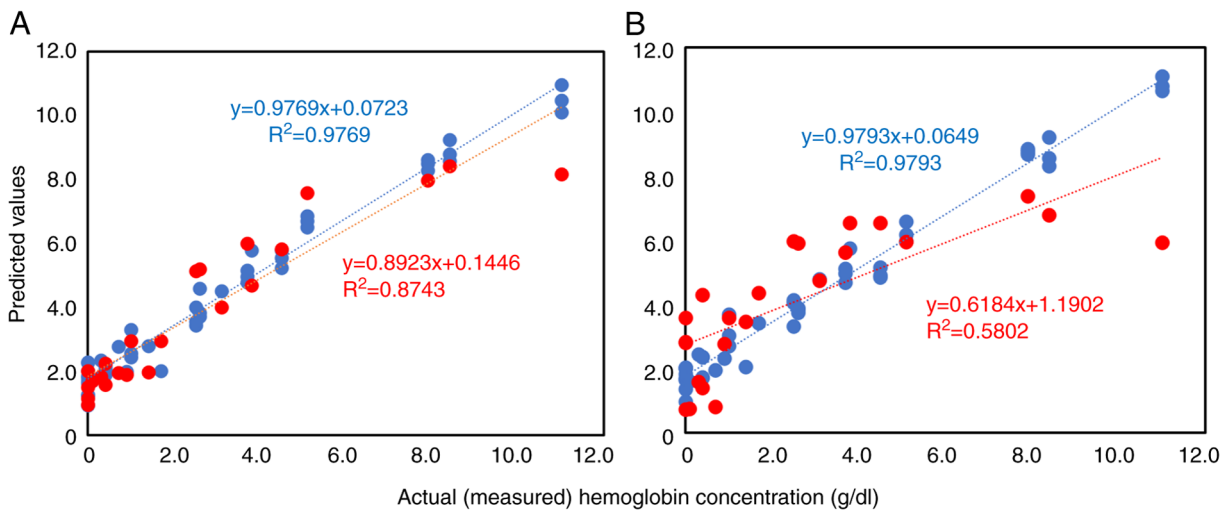 A
B
Predicted values
12.0
10.0
8.0
6.0
4.0
2.0
0
y=0.9769x+0.0723
R²=0.9769
y=0.8923x+0.1446
R²=0.8743
0 2.0 4.0 6.0 8.0 10.0 12.0
12.0
10.0
8.0
6.0
4.0
2.0
0
y=0.9793x+0.0649
R²=0.9793
y=0.6184x+1.1902
R²=0.5802
0 2.0 4.0 6.0 8.0 10.0 12.0
Actual (measured) hemoglobin concentration (g/dl)